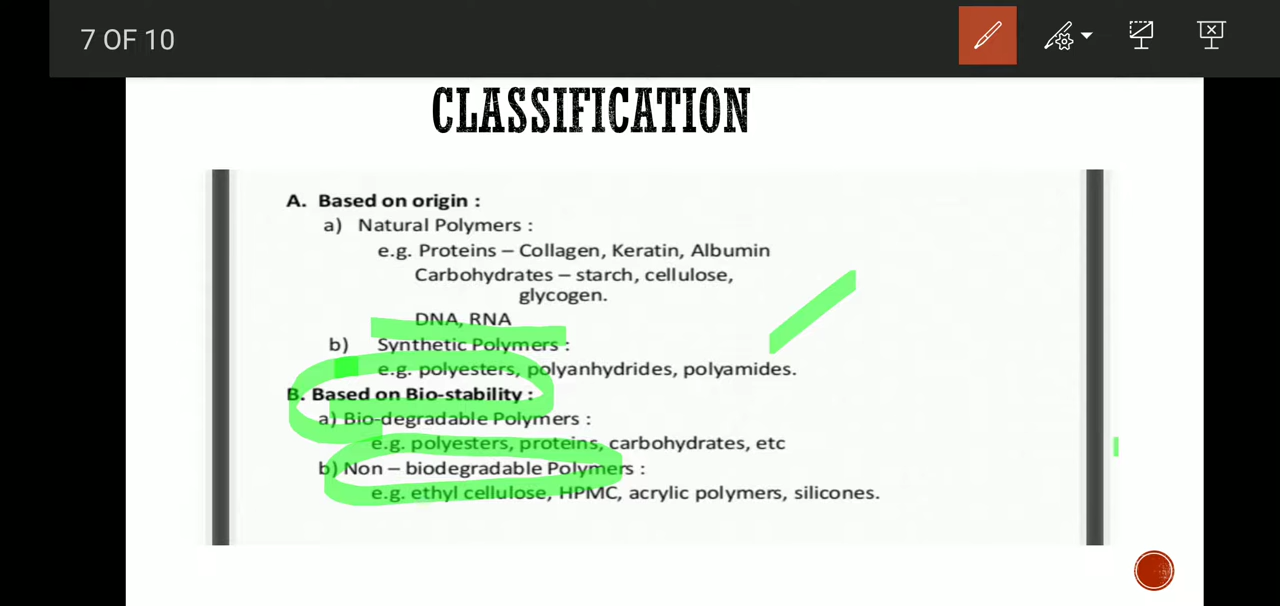 7 OF 10
CLASSIFICATION
A. Based on origin :
a) Natural Polymers :
e.g. Proteins – Collagen, Keratin, Albumin
Carbohydrates – starch, cellulose,
glycogen.
DNA, RNA
b) Synthetic Polymers :
e.g. polyesters, polyanhydrides, polyamides.
B. Based on Bio-stability :
a) Bio-degradable Polymers :
e.g. polyesters, proteins, carbohydrates, etc
b) Non – biodegradable Polymers :
e.g. ethyl cellulose, HPMC, acrylic polymers, silicones.